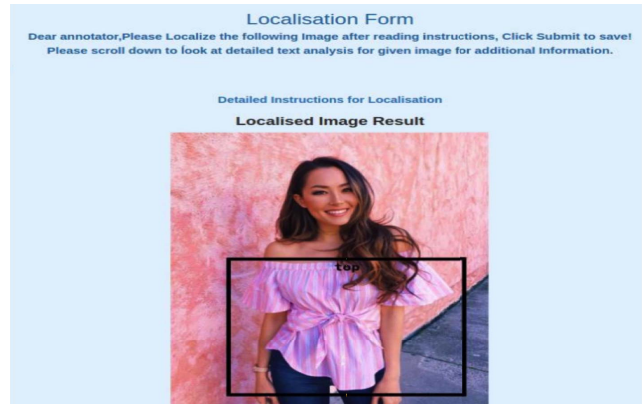 Localisation Form
Dear annotator,Please Localize the following Image after reading instructions, Click Submit to save!
Please scroll down to look at detailed text analysis for given image for additional Information.
Detailed Instructions for Localisation
Localised Image Result
top